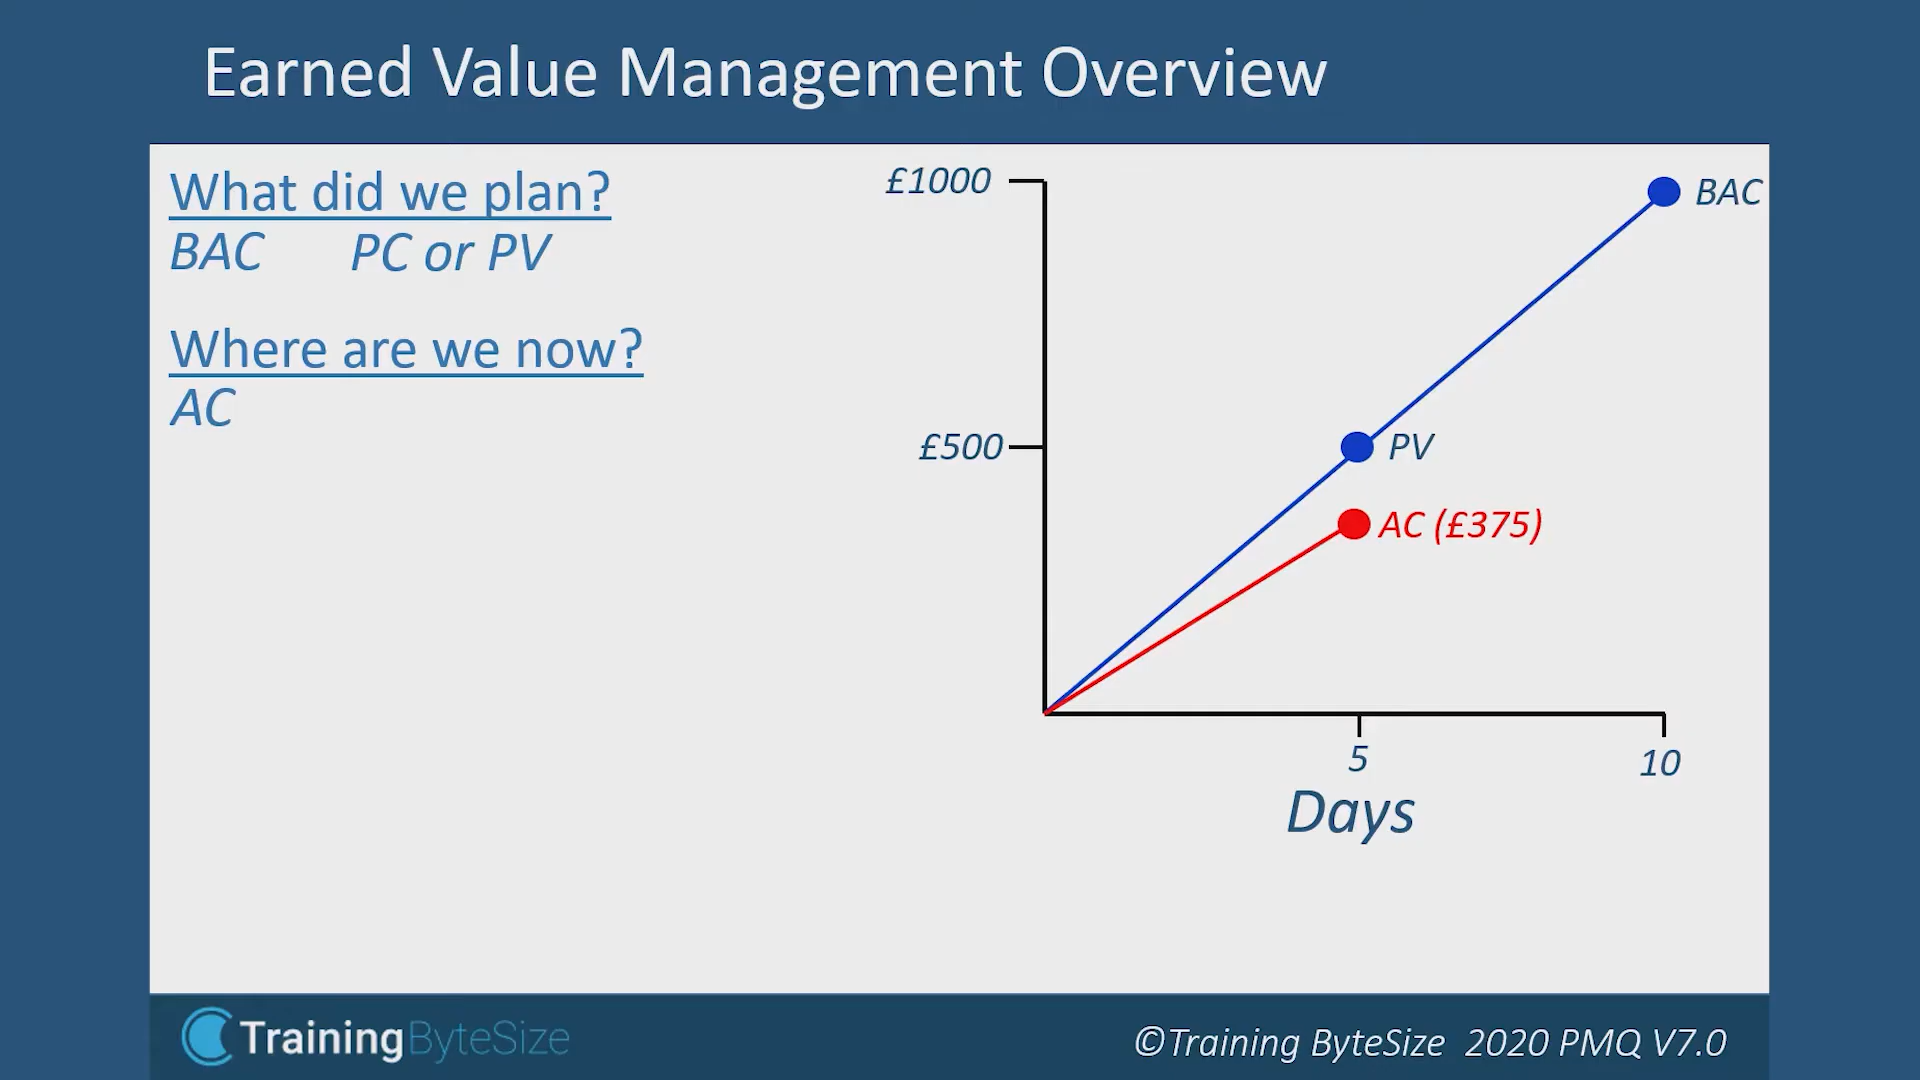 Earned Value Management Overview
What did we plan?
BAC PC or PV
Where are we now?
AC
£1000
BAC
£500
PV
AC (£375)
5
10
Days
TrainingByteSize
©Training ByteSize 2020 PMQ V7.0